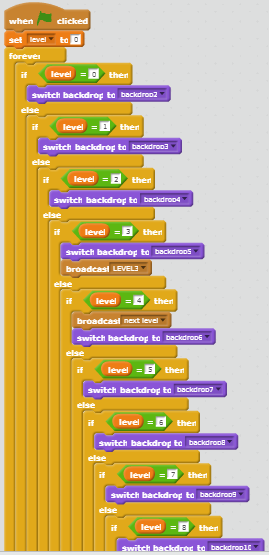 when clicked
set level to 0
forever
if level = 0 then
switch backdrop to backdrop2
else
if level = 1 then
switch backdrop to backdrop3
else
if level = 2 then
switch backdrop to backdrop4
else
if level = 3 then
switch backdrop to backdrop5
broadcast LEVEL3
else
if level = 4 then
broadcast next level
switch backdrop to backdrop6
else
if level = 5 then
switch backdrop to backdrop7
else
if level = 6 then
switch backdrop to backdrop8
else
if level = 7 then
switch backdrop to backdrop9
else
if level = 8 then
switch backdrop to backdrop10